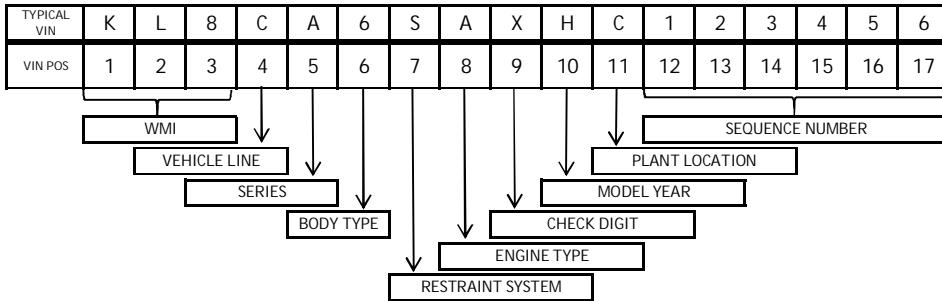 TYPICAL VIN K L 8 C A 6 S A X H C 1 2 3 4 5 6
VIN POS 1 2 3 4 5 6 7 8 9 10 11 12 13 14 15 16 17
WMI SEQUENCE NUMBER
VEHICLE LINE PLANT LOCATION
SERIES MODEL YEAR
BODY TYPE CHECK DIGIT
ENGINE TYPE
RESTRAINT SYSTEM